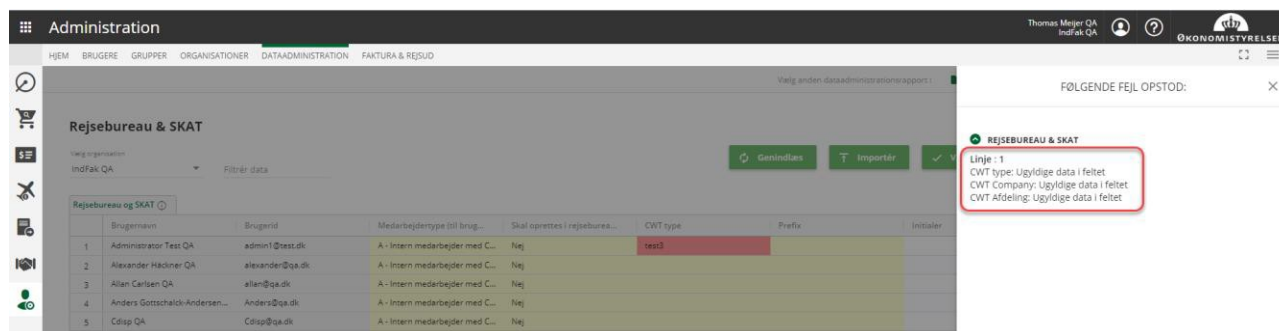 Administration
Thomas Meijer QA
IndFak QA
ØKONOMISTYRELSEN
HJEM BRUGERE GRUPPER ORGANISATIONER DATAADMINISTRATION FAKTURA & REJSUD
Vælg anden dataadministrationsrapport :
FØLGENDE FEJL OPSTOD:
Rejsebureau & SKAT
REJSEBUREAU & SKAT
Vælg organisation
IndFak QA Filtrér data
Genindlæs Importér V
Linje : 1
CWT type: Ugyldige data i feltet
CWT Company: Ugyldige data i feltet
CWT Afdeling: Ugyldige data i feltet
Rejsebureau og SKAT
Brugernavn Brugerid Medarbejdertype (til brug... Skal oprettes i rejseburea... CWT type Prefix Initialer
1 Administrator Test QA admin1@test.dk A - Intern medarbejder med C... Nej test3
2 Alexander Häckner QA alexander@qa.dk A - Intern medarbejder med C... Nej
3 Allan Carlsen QA allan@qa.dk A - Intern medarbejder med C... Nej
4 Anders Gottschalck-Andersen... Anders@qa.dk A - Intern medarbejder med C... Nej
5 Cdisp QA Cdisp@qa.dk A - Intern medarbejder med C... Nej